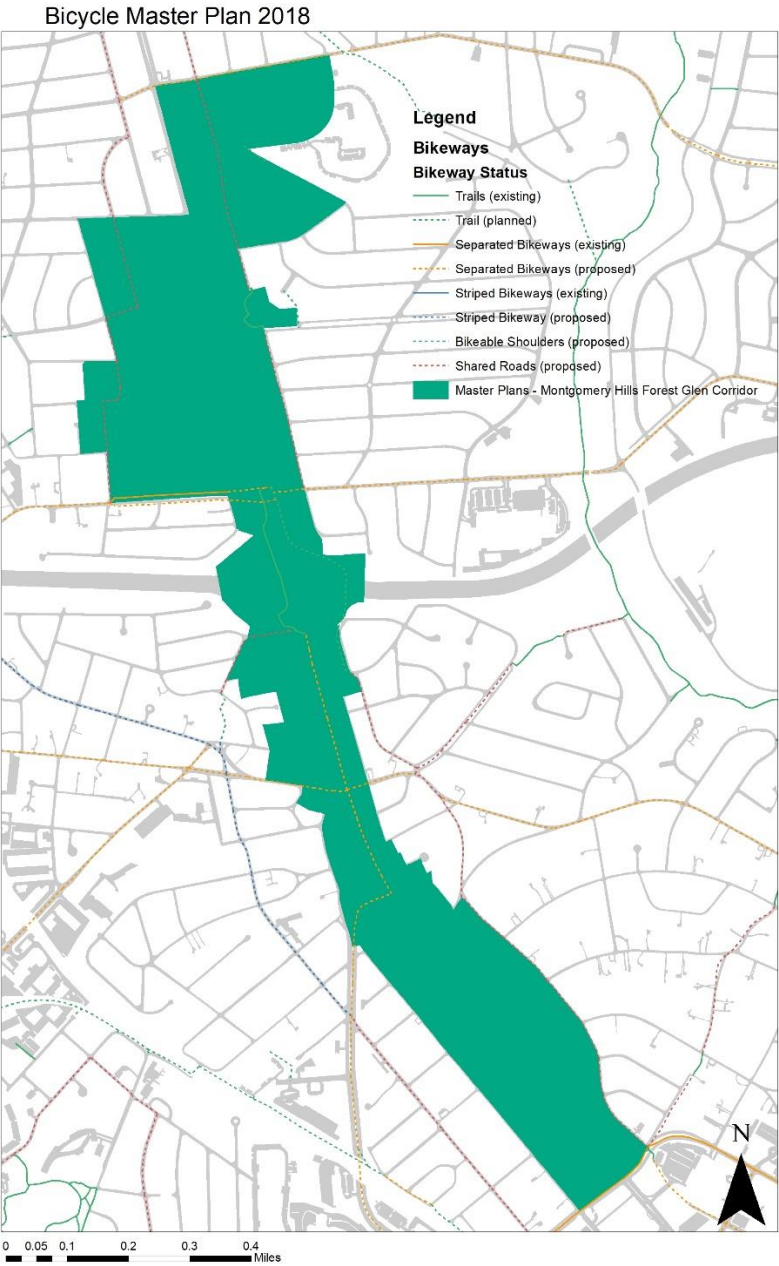 Bicycle Master Plan 2018
Legend
Bikeways
Bikeway Status
Trails (existing)
Trail (planned)
Separated Bikeways (existing)
Separated Bikeways (proposed)
Striped Bikeways (existing)
Striped Bikeway (proposed)
Bikeable Shoulders (proposed)
Shared Roads (proposed)
Master Plans - Montgomery Hills Forest Glen Corridor
N
0 0.05 0.1 0.2 0.3 0.4
Miles